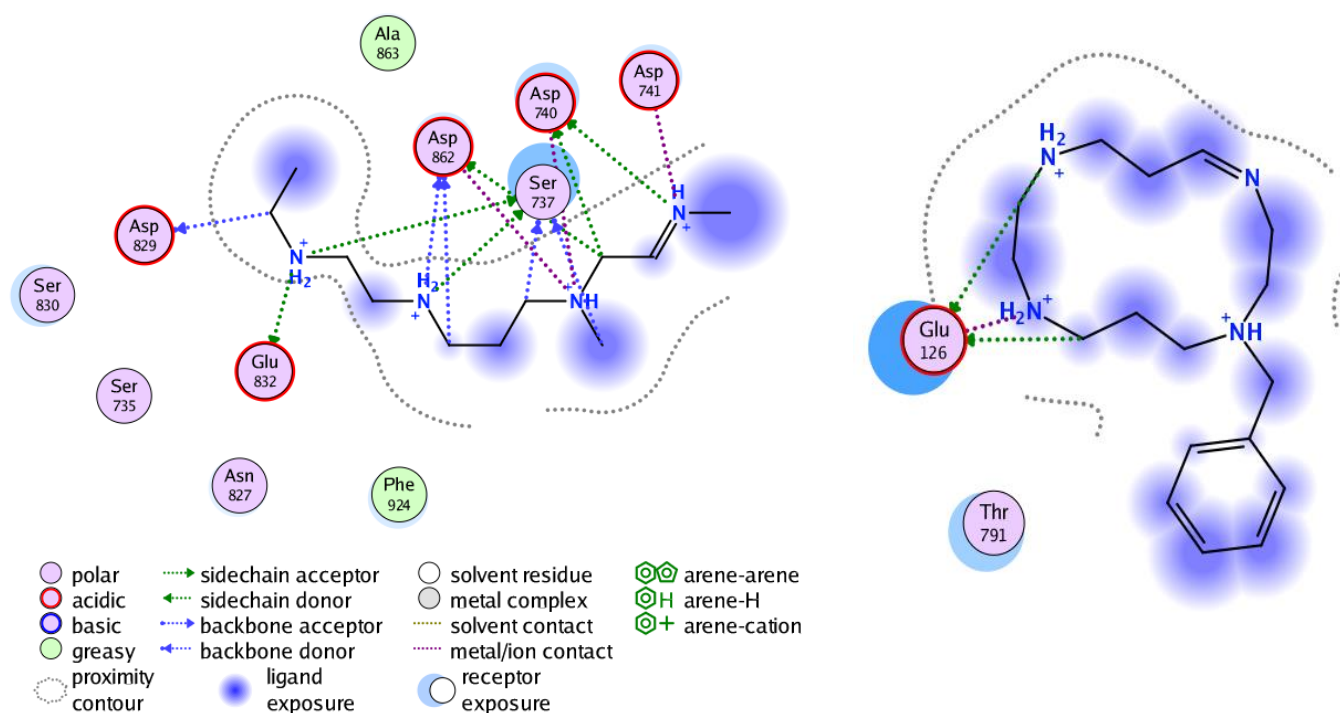 Ala
863
Asp
741
Asp
740
Asp
862
Ser
737
H
N
+
Asp
829
+
N
H2
H2
N
+
+
NH
Ser
830
Glu
832
Ser
735
Asn
827
Phe
924
H2
N
+
N
H2N
+
+
NH
Glu
126
Thr
791
polar
acidic
basic
greasy
proximity
contour
sidechain acceptor
sidechain donor
backbone acceptor
backbone donor
ligand
exposure
solvent residue
metal complex
solvent contact
metal/ion contact
receptor
exposure
arene-arene
H arene-H
+ arene-cation